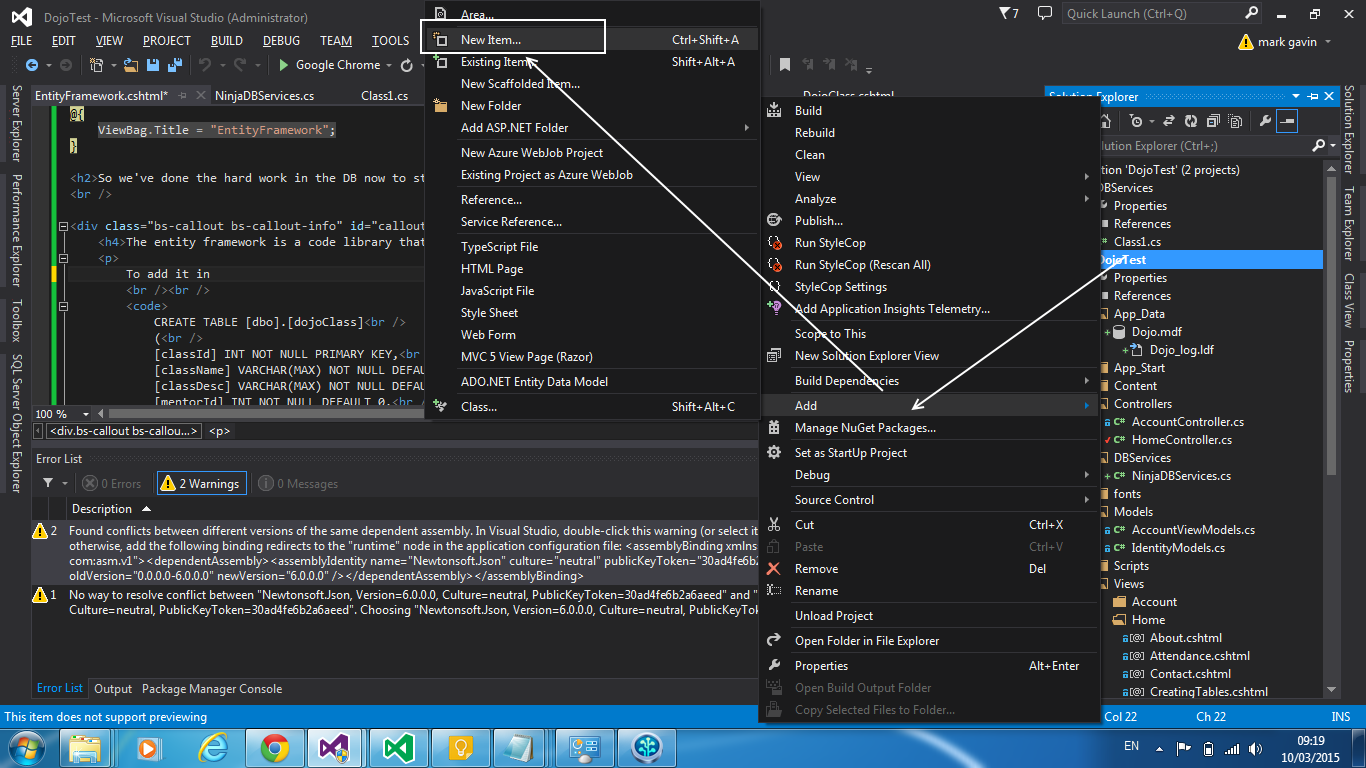 DojoTest - Microsoft Visual Studio (Administrator)
7
Quick Launch (Ctrl+Q)
FILE EDIT VIEW PROJECT BUILD DEBUG TEAM TOOLS
mark gavin
Google Chrome
EntityFramework.cshtml* NinjaDBServices.cs Class1.cs DojoClass.cshtml
@{
ViewBag.Title = "EntityFramework";
}
<h2>So we've done the hard work in the DB now to st
<br />
<div class="bs-callout bs-callout-info" id="callout
<h4>The entity framework is a code library that
<p>
To add it in
<br /><br />
<code>
CREATE TABLE [dbo].[dojoClass]<br />
(<br />
[classId] INT NOT NULL PRIMARY KEY,<br
[className] VARCHAR(MAX) NOT NULL DEFAU
[classDesc] VARCHAR(MAX) NOT NULL DEFAU
[mentorId] INT NOT NULL DEFAULT 0,<br /
100 %
<div.bs-callout bs-callou...> <p>
Server Explorer
Performance Explorer
Toolbox
SQL Server Object Explorer
Area...
New Item... Ctrl+Shift+A
Existing Item... Shift+Alt+A
New Scaffolded Item...
New Folder
Add ASP.NET Folder
New Azure WebJob Project
Existing Project as Azure WebJob
Reference...
Service Reference...
TypeScript File
HTML Page
JavaScript File
Style Sheet
Web Form
MVC 5 View Page (Razor)
ADO.NET Entity Data Model
Class... Shift+Alt+C
Build
Rebuild
Clean
View
Analyze
Publish...
Run StyleCop
Run StyleCop (Rescan All)
StyleCop Settings
Add Application Insights Telemetry...
Scope to This
New Solution Explorer View
Build Dependencies
Add
Manage NuGet Packages...
Set as StartUp Project
Debug
Source Control
Cut Ctrl+X
Paste Ctrl+V
Remove Del
Rename
Unload Project
Open Folder in File Explorer
Properties Alt+Enter
Open Build Output Folder
Copy Selected Files to Folder...
Solution Explorer
lution Explorer (Ctrl+;)
tion 'DojoTest' (2 projects)
DBServices
Properties
References
C# Class1.cs
DojoTest
Properties
References
App_Data
Dojo.mdf
Dojo_log.ldf
App_Start
Content
Controllers
C# AccountController.cs
C# HomeController.cs
DBServices
C# NinjaDBServices.cs
fonts
Models
C# AccountViewModels.cs
C# IdentityModels.cs
Scripts
Views
Account
Home
[@] About.cshtml
[@] Attendance.cshtml
[@] Contact.cshtml
[@] CreatingTables.cshtml
Solution Explorer
Team Explorer
Class View
Properties
Error List
0 Errors 2 Warnings 0 Messages
Description
2 Found conflicts between different versions of the same dependent assembly. In Visual Studio, double-click this warning (or select it
otherwise, add the following binding redirects to the "runtime" node in the application configuration file: <assemblyBinding xmlns
com:asm.v1"><dependentAssembly><assemblyIdentity name="Newtonsoft.Json" culture="neutral" publicKeyToken="30ad4fe6b2
oldVersion="0.0.0.0-6.0.0.0" newVersion="6.0.0.0" /></dependentAssembly></assemblyBinding>
1 No way to resolve conflict between "Newtonsoft.Json, Version=6.0.0.0, Culture=neutral, PublicKeyToken=30ad4fe6b2a6aeed" and "
Culture=neutral, PublicKeyToken=30ad4fe6b2a6aeed". Choosing "Newtonsoft.Json, Version=6.0.0.0, Culture=neutral, PublicKeyT
Error List Output Package Manager Console
This item does not support previewing
Col 22 Ch 22 INS
EN
09:19
10/03/2015